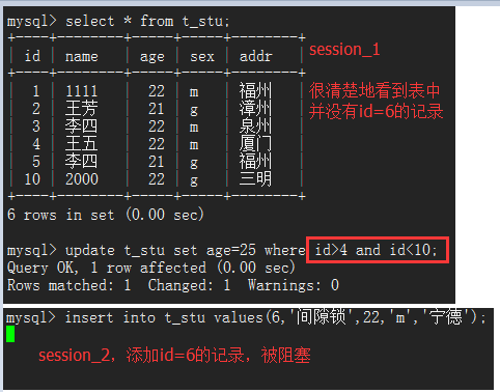 mysql> select * from t_stu;
+----+--------+-----+-----+--------+
| id | name | age | sex | addr |
+----+--------+-----+-----+--------+
| 1 | 1111 | 22 | m | 福州 |
| 2 | 王芳 | 21 | g | 漳州 |
| 3 | 李四 | 22 | m | 泉州 |
| 4 | 王五 | 22 | m | 厦门 |
| 5 | 李四 | 21 | g | 福州 |
| 10 | 2000 | 22 | g | 三明 |
+----+--------+-----+-----+--------+
6 rows in set (0.00 sec)
session_1
很清楚地看到表中
并没有id=6的记录
mysql> update t_stu set age=25 where id>4 and id<10;
Query OK, 1 row affected (0.00 sec)
Rows matched: 1 Changed: 1 Warnings: 0
mysql> insert into t_stu values(6,'间隙锁',22,'m','宁德');
session_2，添加id=6的记录，被阻塞